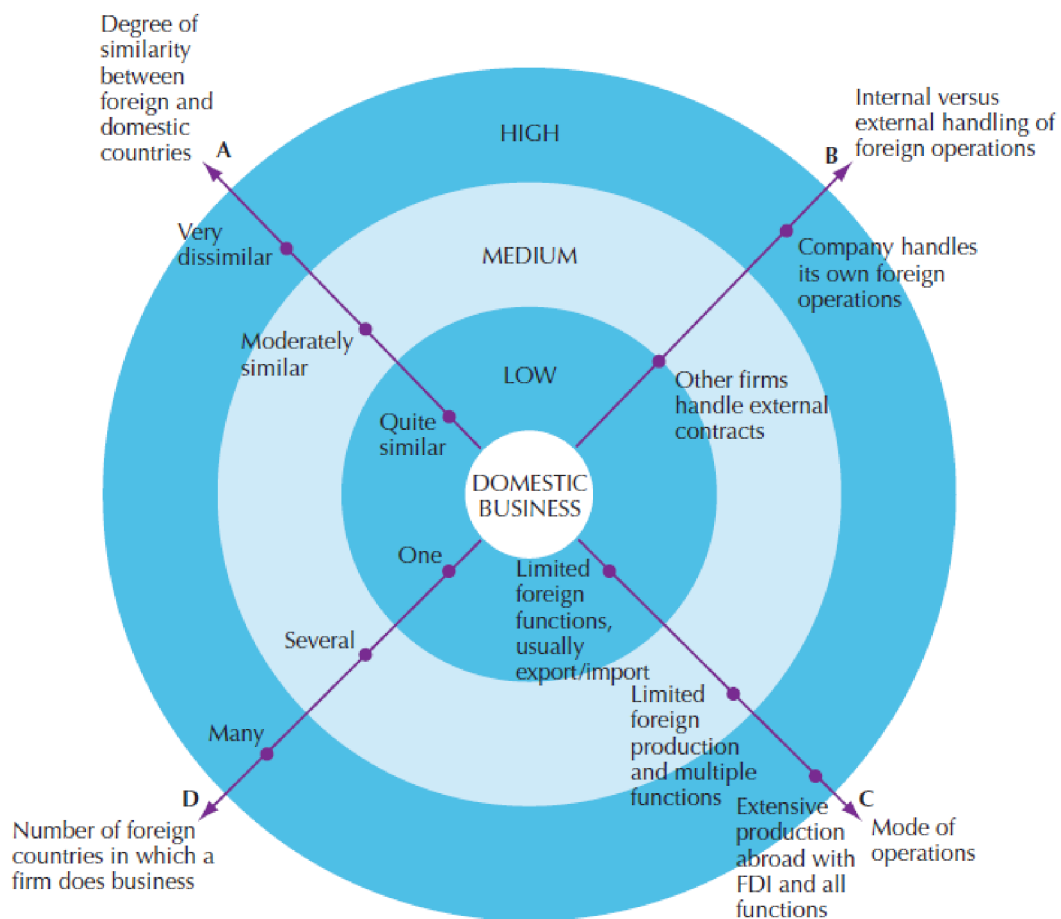 Degree of
similarity
between
foreign and
domestic
countries
A
HIGH
Internal versus
external handling of
foreign operations
B
Very
dissimilar
MEDIUM
Company handles
its own foreign
operations
Moderately
similar
LOW
Other firms
handle external
contracts
Quite
similar
DOMESTIC
BUSINESS
One
Limited
foreign
functions,
usually
export/import
Several
Limited
foreign
production
and multiple
functions
Many
D
Number of foreign
countries in which a
firm does business
Extensive
production
abroad with
FDI and all
functions
C
Mode of
operations